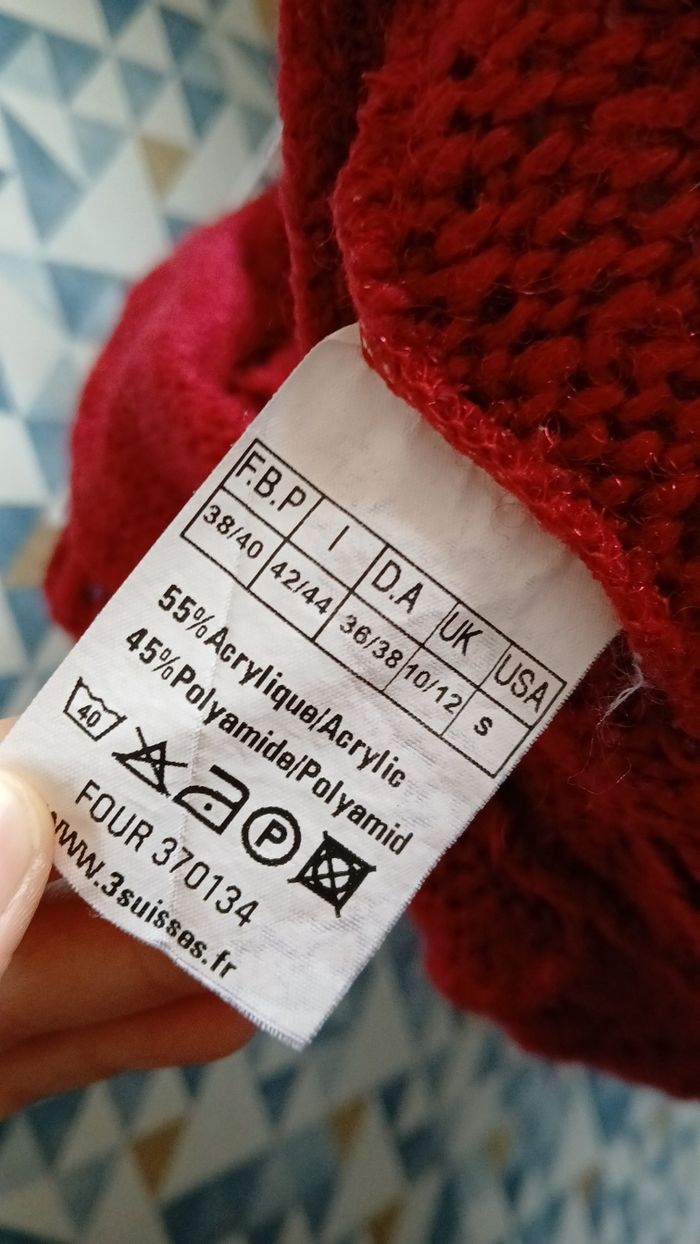 F.B.P I D.A UK USA
38/40 42/44 36/38 10/12 S
55%Acrylique/Acrylic
45%Polyamide/Polyamid
40 P
FOUR 370134
www.3suisses.fr